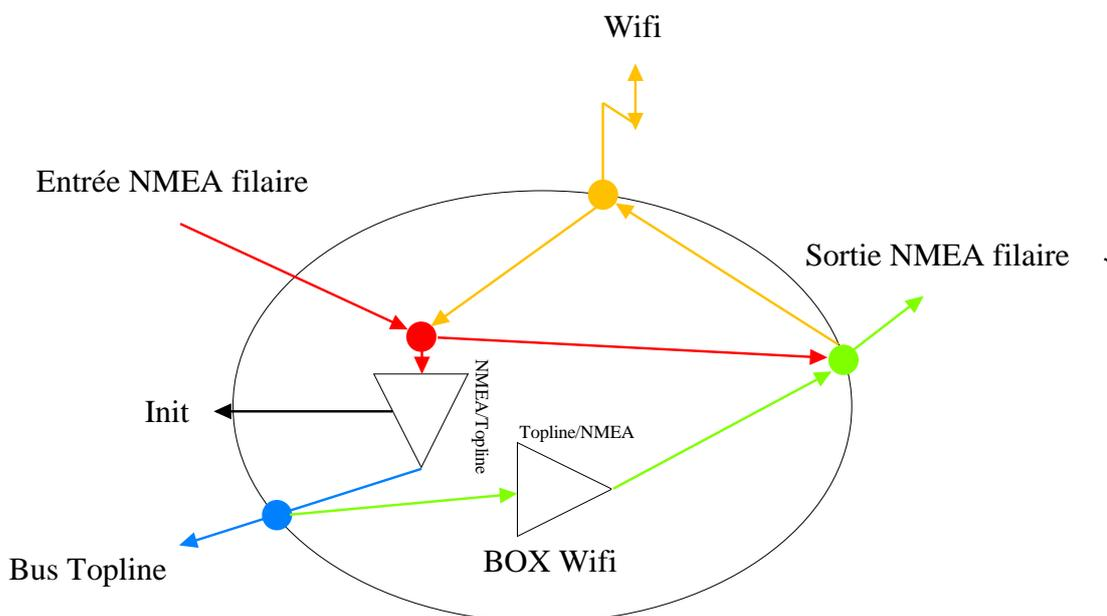 Wifi
Entrée NMEA filaire
Sortie NMEA filaire
NMEA/Topline
Init
Topline/NMEA
BOX Wifi
Bus Topline